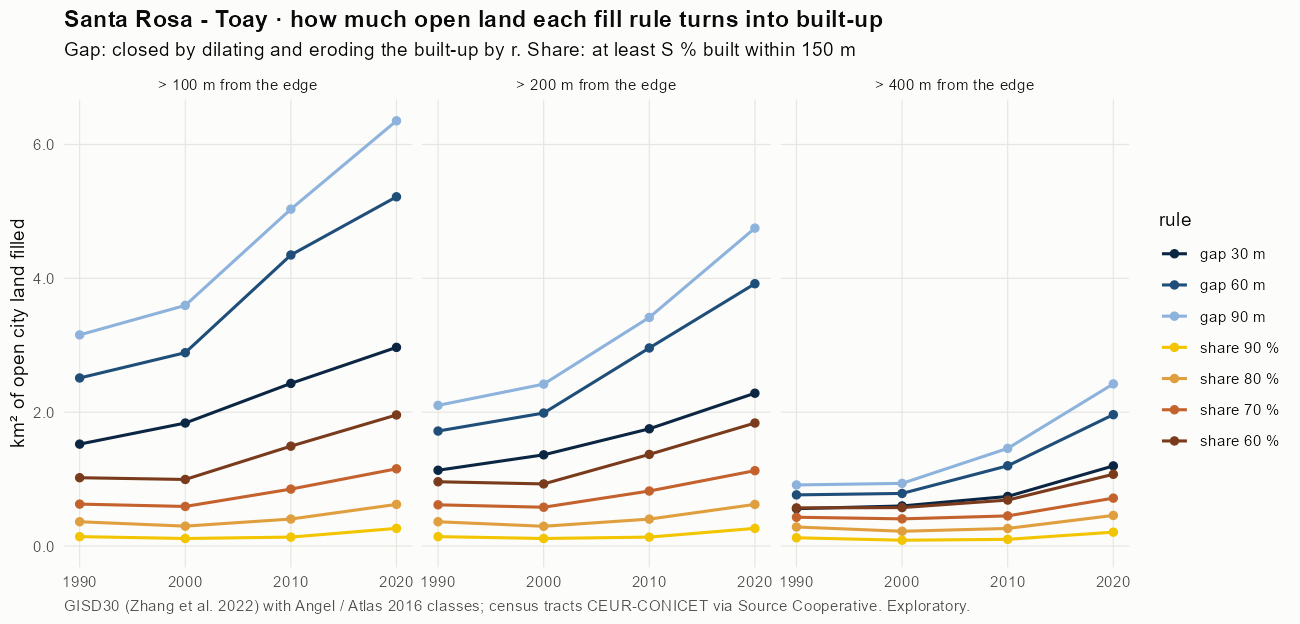 Santa Rosa - Toay · how much open land each fill rule turns into built-up
Gap: closed by dilating and eroding the built-up by r. Share: at least S % built within 150 m
> 100 m from the edge
> 200 m from the edge
> 400 m from the edge
km² of open city land filled
6.0
4.0
2.0
0.0
1990 2000 2010 2020
1990 2000 2010 2020
1990 2000 2010 2020
rule
gap 30 m
gap 60 m
gap 90 m
share 90 %
share 80 %
share 70 %
share 60 %
GISD30 (Zhang et al. 2022) with Angel / Atlas 2016 classes; census tracts CEUR-CONICET via Source Cooperative. Exploratory.